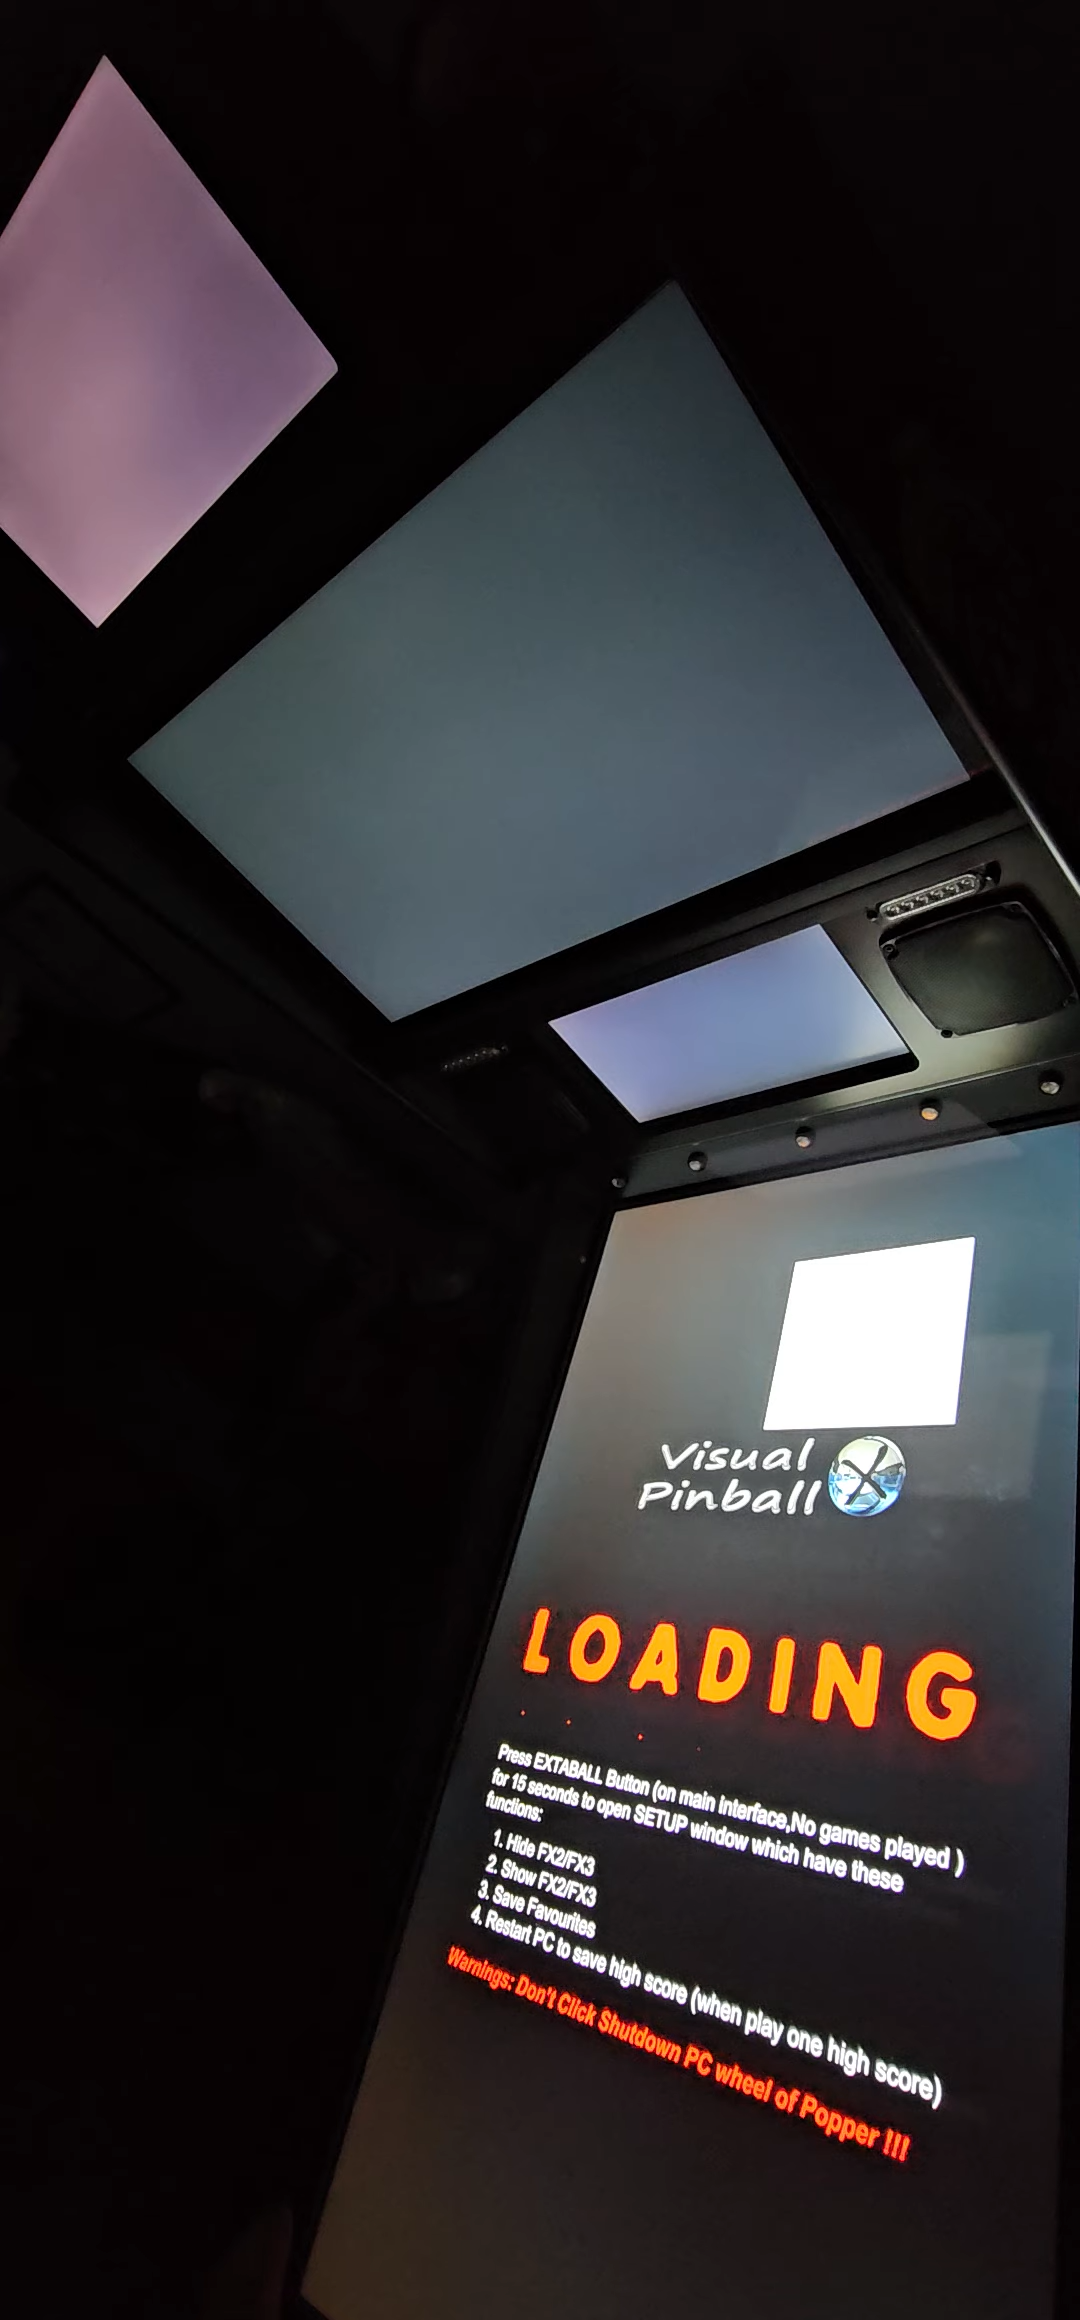 Visual
Pinball X
LOADING
Press EXTABALL Button (on main interface,No games played )
for 15 seconds to open SETUP window which have these
functions:
1. Hide FX2/FX3
2. Show FX2/FX3
3. Save Favourites
4. Restart PC to save high score (when play one high score)
Warnings: Don't Click Shutdown PC wheel of Popper !!!